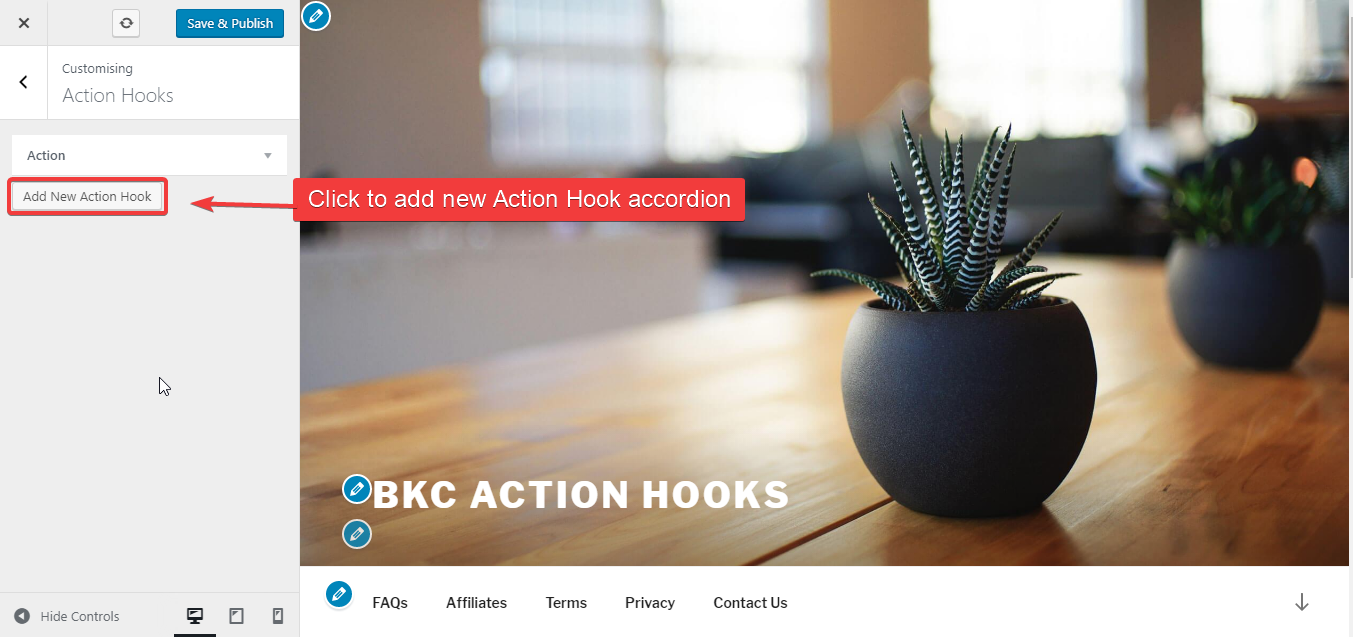 Save & Publish
Customising
Action Hooks
Action
Add New Action Hook
Click to add new Action Hook accordion
BKC ACTION HOOKS
FAQs Affiliates Terms Privacy Contact Us
Hide Controls